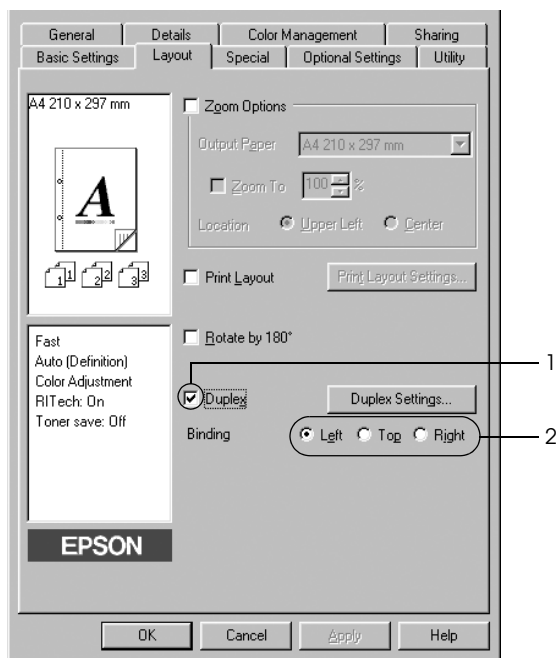 General Details Color Management Sharing
Basic Settings Layout Special Optional Settings Utility
A4 210 x 297 mm
A
1 1 2 2 3 3
Zoom Options
Output Paper A4 210 x 297 mm
Zoom To 100 %
Location Upper Left Center
Print Layout Print Layout Settings...
Rotate by 180°
Fast
Auto (Definition)
Color Adjustment
RITech: On
Toner save: Off
1
Duplex Duplex Settings...
Binding Left Top Right
2
EPSON
OK Cancel Apply Help